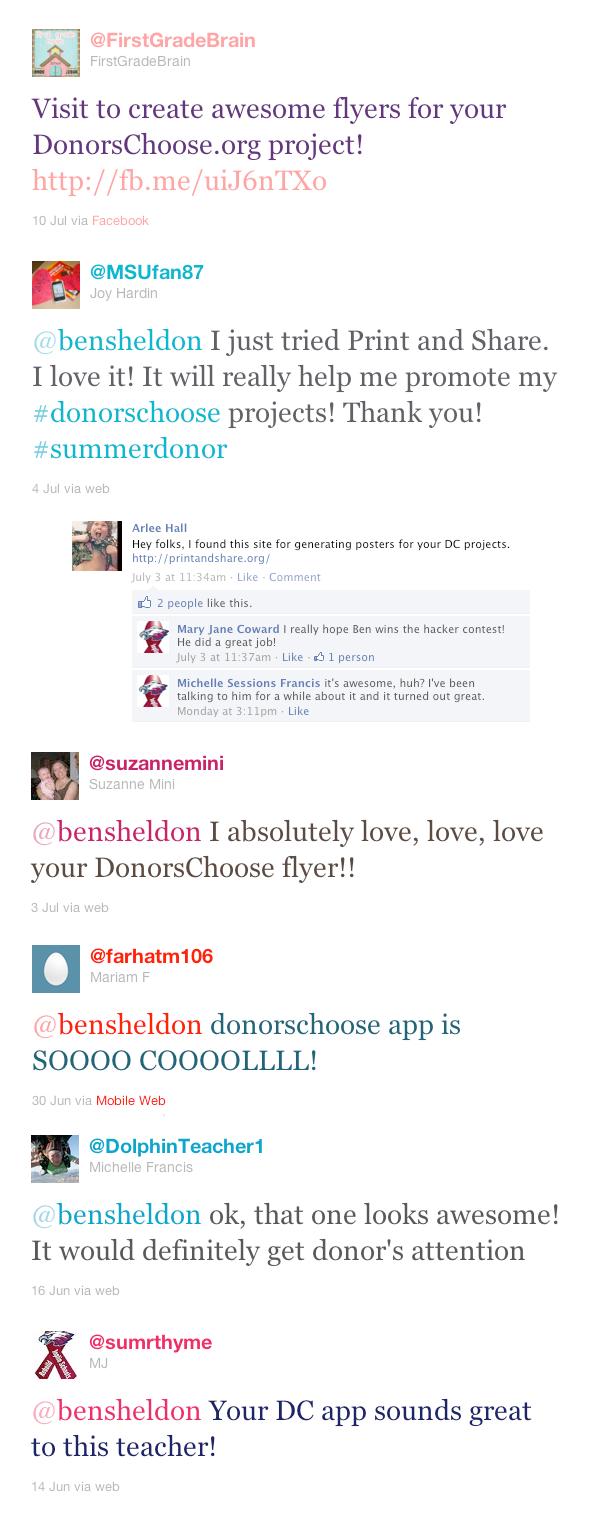 @FirstGradeBrain
FirstGradeBrain
Visit to create awesome flyers for your
DonorsChoose.org project!
http://fb.me/uiJ6nTXo
10 Jul via Facebook
@MSUfan87
Joy Hardin
@bensheldon I just tried Print and Share.
I love it! It will really help me promote my
#donorschoose projects! Thank you!
#summerdonor
4 Jul via web
Arlee Hall
Hey folks, I found this site for generating posters for your DC projects.
http://printandshare.org/
July 3 at 11:34am · Like · Comment
2 people like this.
Mary Jane Coward I really hope Ben wins the hacker contest!
He did a great job!
July 3 at 11:37am · Like · 1 person
Michelle Sessions Francis it's awesome, huh? I've been
talking to him for a while about it and it turned out great.
Monday at 3:11pm · Like
@suzannemini
Suzanne Mini
@bensheldon I absolutely love, love, love
your DonorsChoose flyer!!
3 Jul via web
@farhatm106
Mariam F
@bensheldon donorschoose app is
SOOOO COOOOLLLL!
30 Jun via Mobile Web
@DolphinTeacher1
Michelle Francis
@bensheldon ok, that one looks awesome!
It would definitely get donor's attention
16 Jun via web
@sumrthyme
MJ
@bensheldon Your DC app sounds great
to this teacher!
14 Jun via web